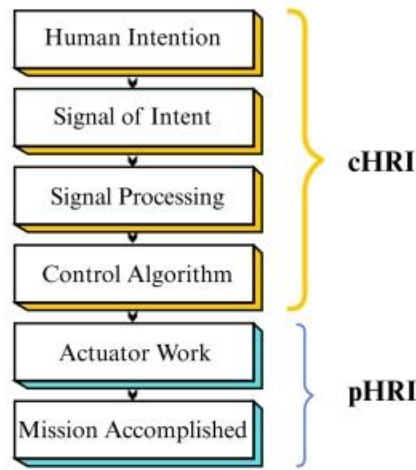 Human Intention
Signal of Intent
Signal Processing
Control Algorithm
cHRI
Actuator Work
Mission Accomplished
pHRI